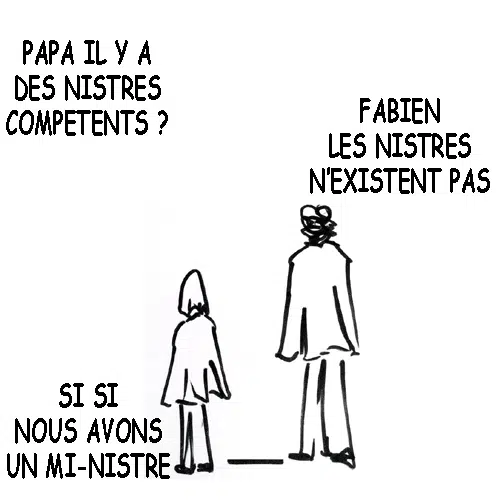 PAPA IL Y A
DES NISTRES
COMPETENTS ?
FABIEN
LES NISTRES
N'EXISTENT PAS
SI SI
NOUS AVONS
UN MI-NISTRE